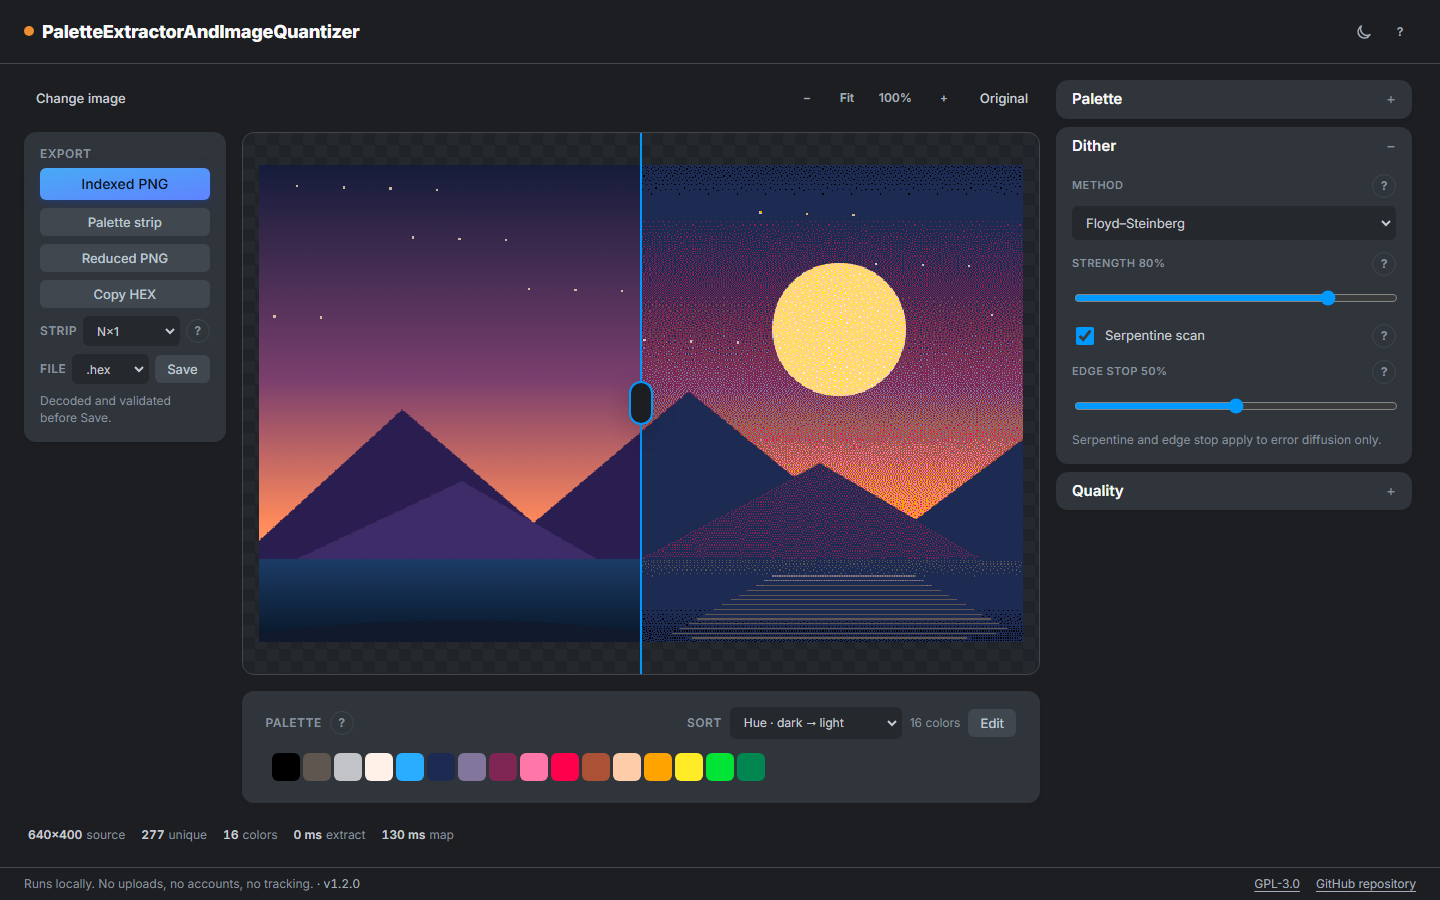 PaletteExtractorAndImageQuantizer
?
Change image
− Fit 100% + Original
EXPORT
Indexed PNG
Palette strip
Reduced PNG
Copy HEX
STRIP N×1 ?
FILE .hex Save
Decoded and validated
before Save.
PALETTE ? SORT Hue · dark → light 16 colors Edit
640×400 source 277 unique 16 colors 0 ms extract 130 ms map
Palette +
Dither −
METHOD ?
Floyd–Steinberg
STRENGTH 80% ?
Serpentine scan ?
EDGE STOP 50% ?
Serpentine and edge stop apply to error diffusion only.
Quality +
Runs locally. No uploads, no accounts, no tracking. · v1.2.0
GPL-3.0 GitHub repository